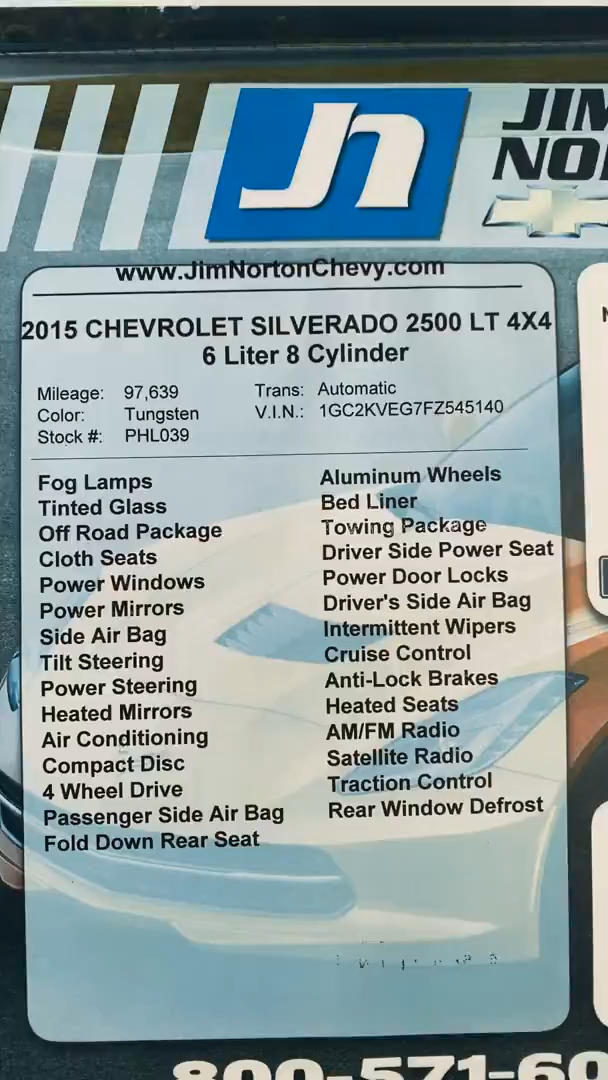 Jn
JIM
www.JimNortonChevy.com
2015 CHEVROLET SILVERADO 2500 LT 4X4
6 Liter 8 Cylinder
Mileage: 97,639 Trans: Automatic
Color: Tungsten V.I.N.: 1GC2KVEG7FZ545140
Stock #: PHL039
Fog Lamps
Tinted Glass
Off Road Package
Cloth Seats
Power Windows
Power Mirrors
Side Air Bag
Tilt Steering
Power Steering
Heated Mirrors
Air Conditioning
Compact Disc
4 Wheel Drive
Passenger Side Air Bag
Fold Down Rear Seat
Aluminum Wheels
Bed Liner
Towing Package
Driver Side Power Seat
Power Door Locks
Driver's Side Air Bag
Intermittent Wipers
Cruise Control
Anti-Lock Brakes
Heated Seats
AM/FM Radio
Satellite Radio
Traction Control
Rear Window Defrost
800-571-60